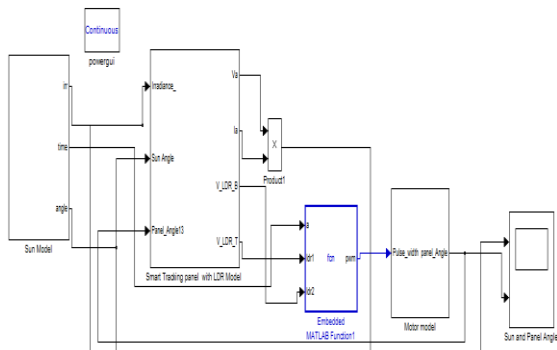 Continuous
powergui
irr
time
angle
Sun Model
Irradiance_
Sun Angle
Panel_Angle13
Va
Ia
V_LDR_B
V_LDR_T
Smart Tracking panel with LDR Model
X
Product1
a
ldr1
ldr2
fcn
pwm
Embedded
MATLAB Function1
Pulse_width panel_Angle
Motor model
Sun and Panel Angle